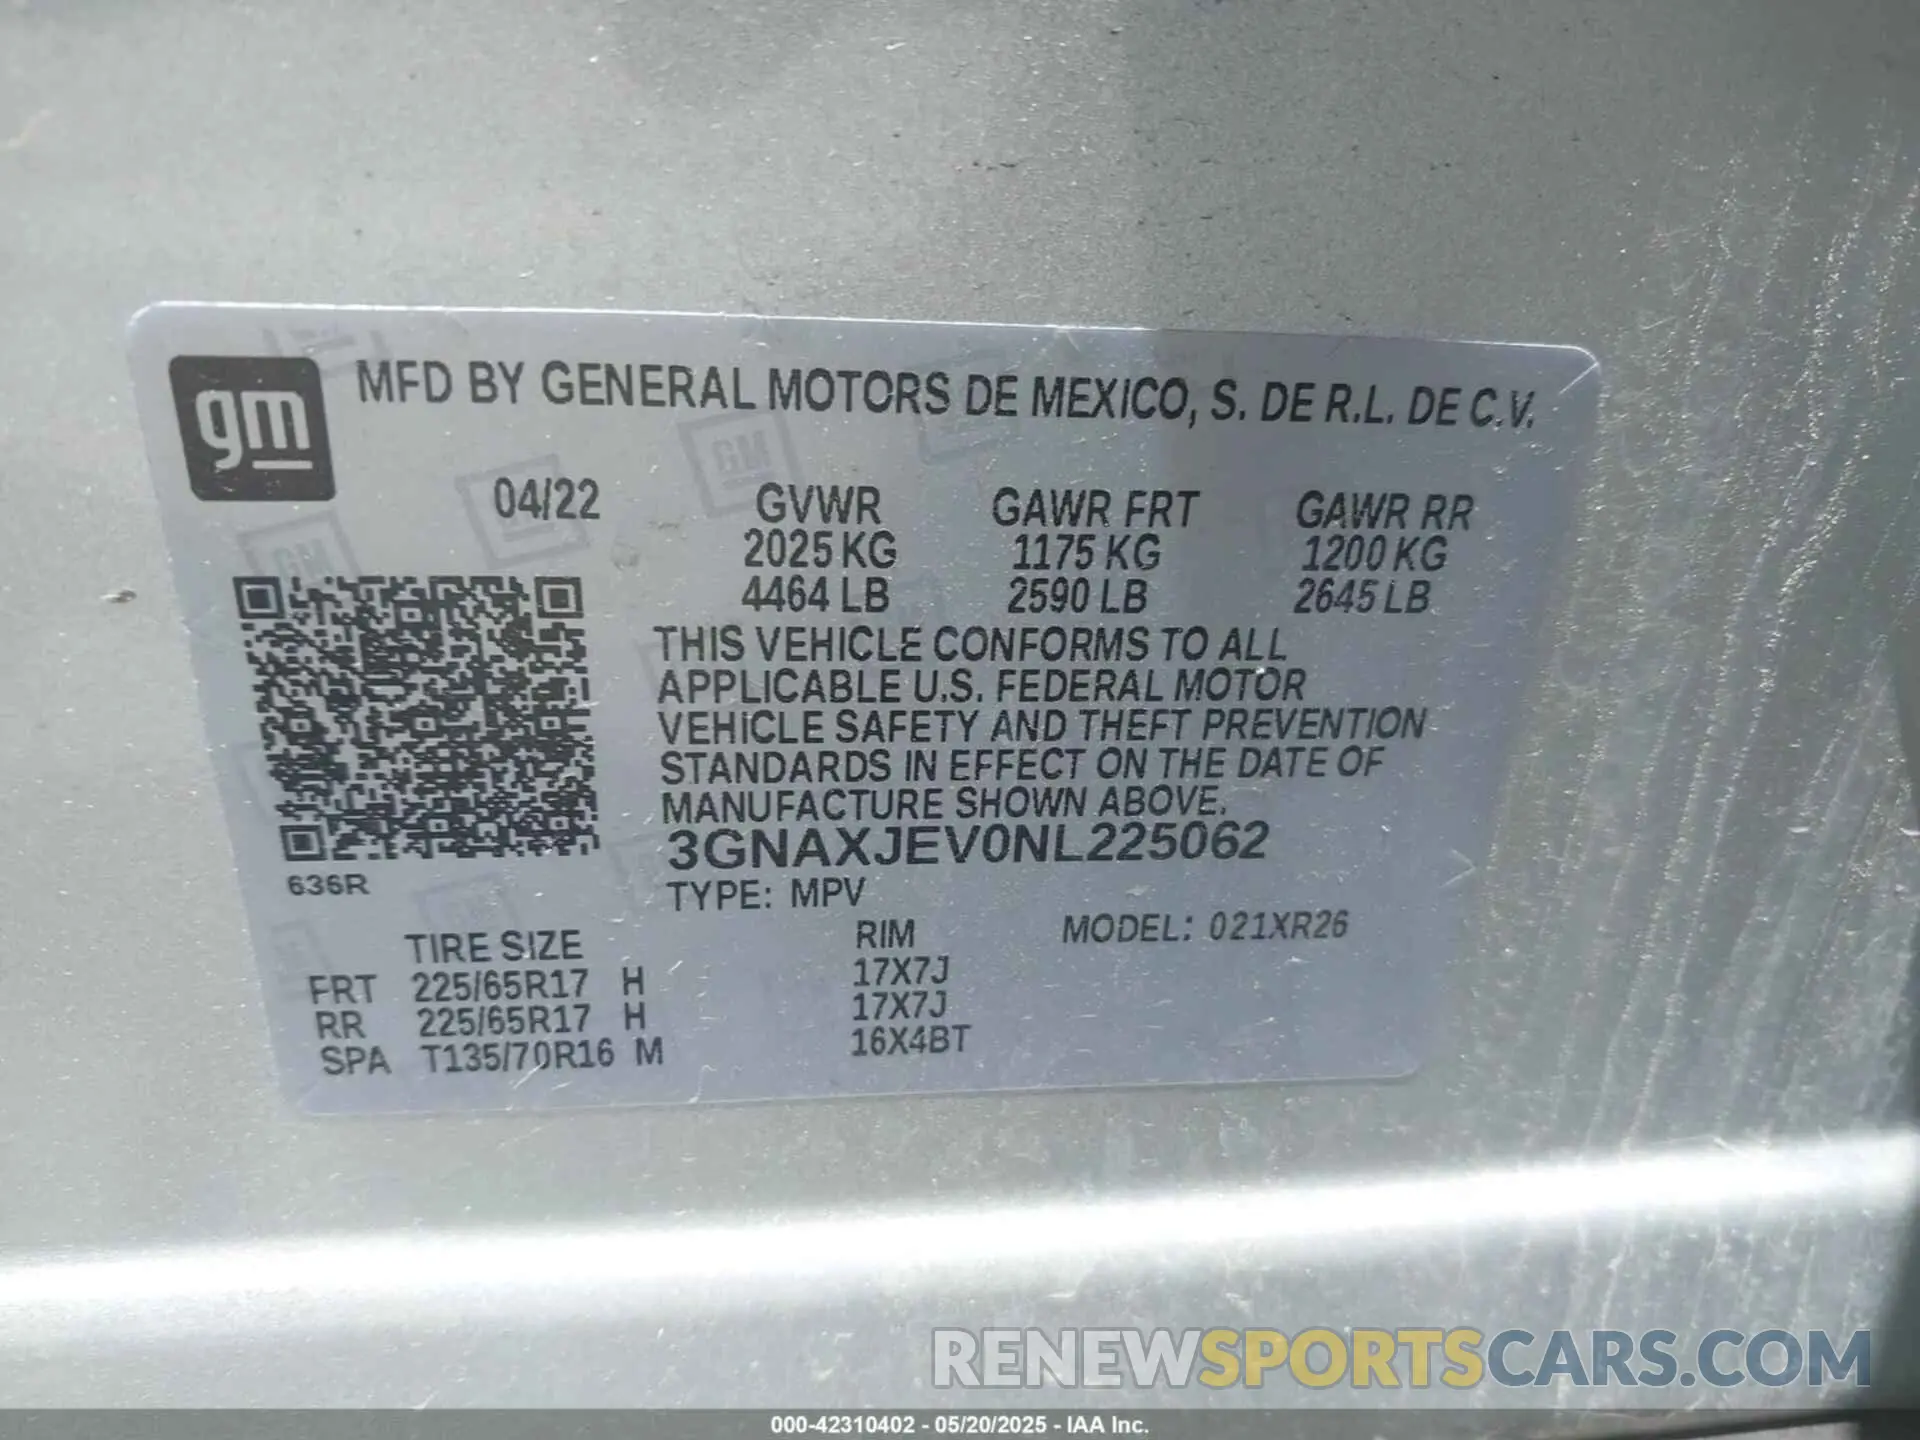 gm MFD BY GENERAL MOTORS DE MEXICO, S. DE R.L. DE C.V.
04/22 GVWR GAWR FRT GAWR RR
2025 KG 1175 KG 1200 KG
4464 LB 2590 LB 2645 LB
THIS VEHICLE CONFORMS TO ALL
APPLICABLE U.S. FEDERAL MOTOR
VEHICLE SAFETY AND THEFT PREVENTION
STANDARDS IN EFFECT ON THE DATE OF
MANUFACTURE SHOWN ABOVE.
3GNAXJEV0NL225062
636R
TYPE: MPV
TIRE SIZE RIM MODEL: 021XR26
FRT 225/65R17 H 17X7J
RR 225/65R17 H 17X7J
SPA T135/70R16 M 16X4BT
RENEWSPORTSCARS.COM
000-42310402 - 05/20/2025 - IAA Inc.